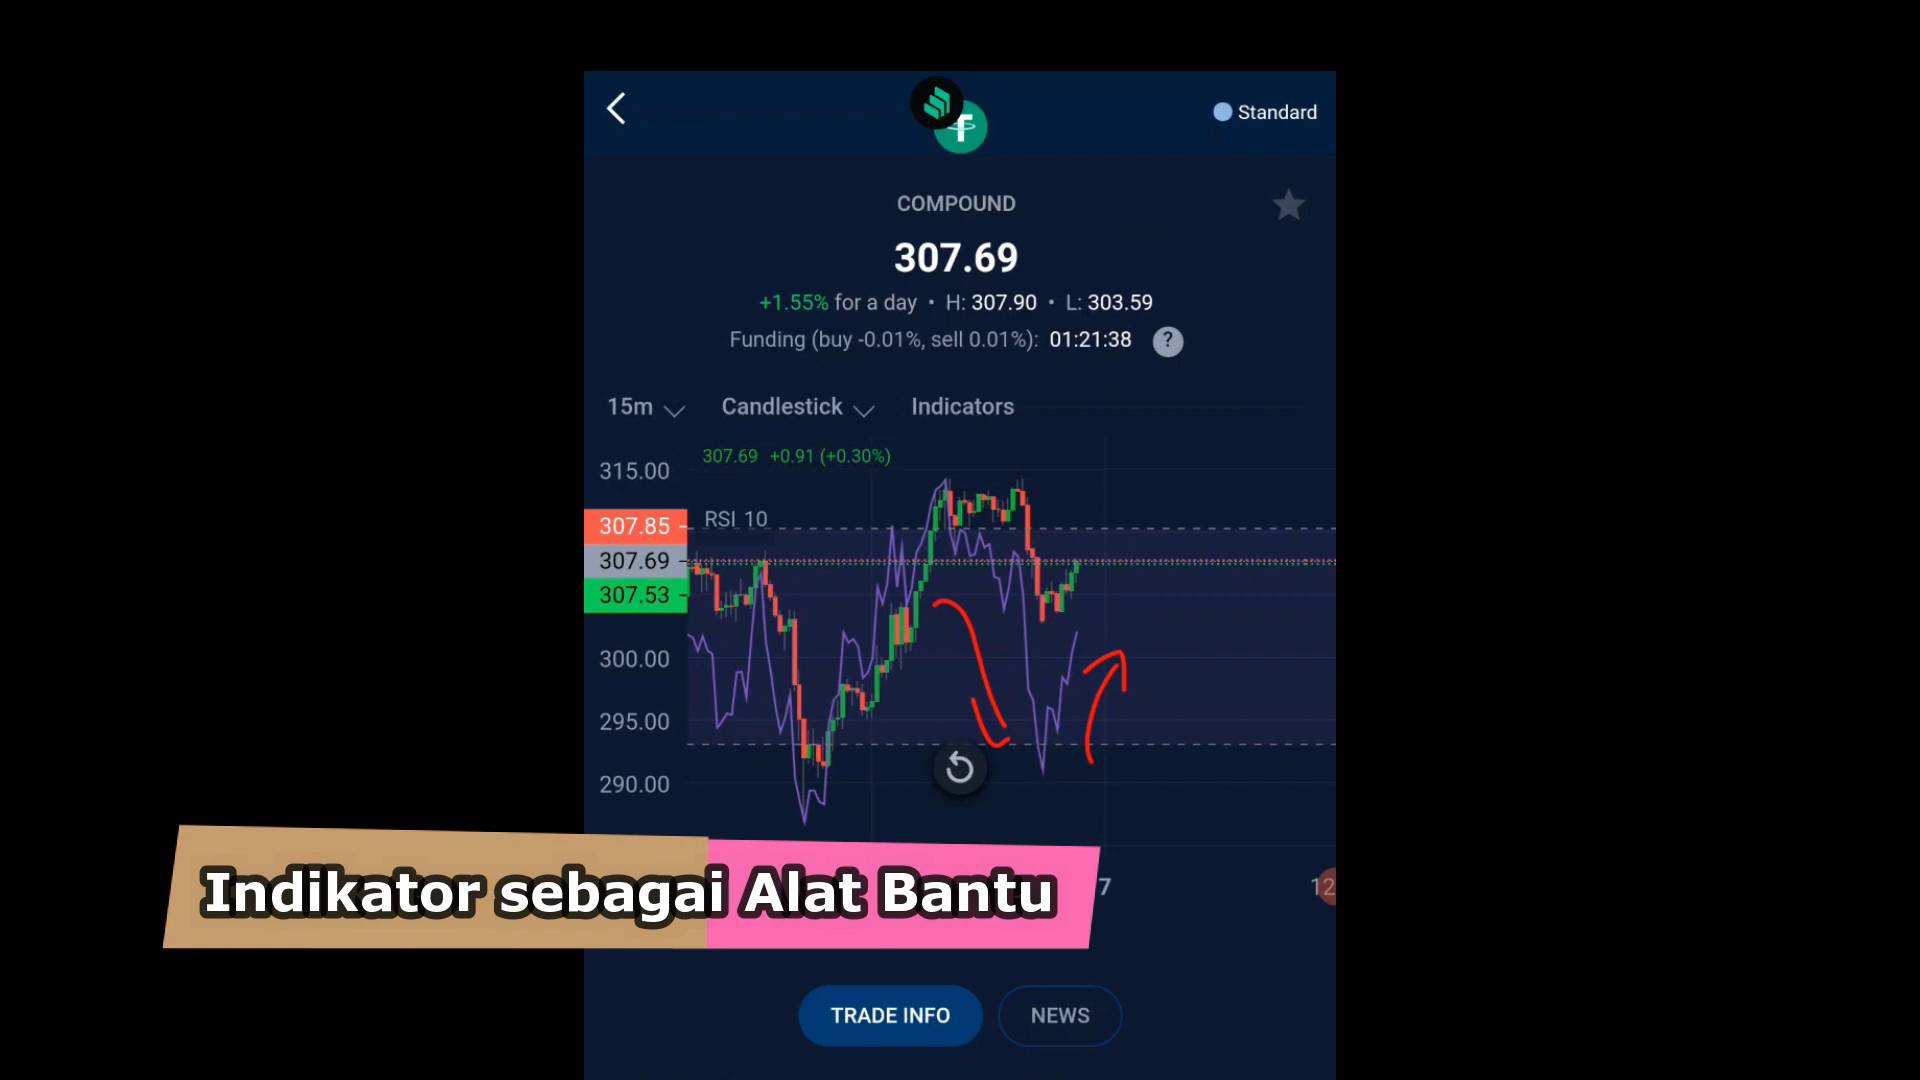 Standard
COMPOUND
307.69
+1.55% for a day • H: 307.90 • L: 303.59
Funding (buy -0.01%, sell 0.01%): 01:21:38 ?
15m Candlestick Indicators
307.69 +0.91 (+0.30%)
315.00
RSI 10
307.85
307.69
307.53
300.00
295.00
290.00
7 12
Indikator sebagai Alat Bantu
TRADE INFO NEWS